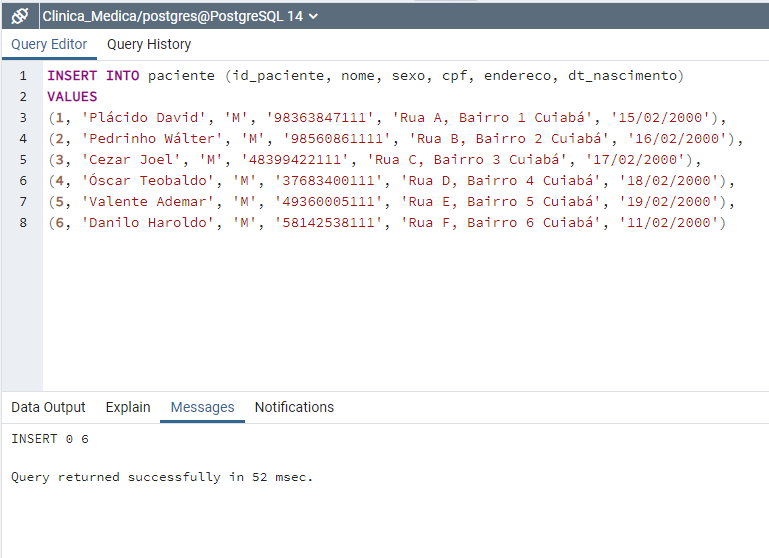 Clinica_Medica/postgres@PostgreSQL 14
Query Editor Query History
1 INSERT INTO paciente (id_paciente, nome, sexo, cpf, endereco, dt_nascimento)
2 VALUES
3 (1, 'Plácido David', 'M', '98363847111', 'Rua A, Bairro 1 Cuiabá', '15/02/2000'),
4 (2, 'Pedrinho Wálter', 'M', '98560861111', 'Rua B, Bairro 2 Cuiabá', '16/02/2000'),
5 (3, 'Cezar Joel', 'M', '48399422111', 'Rua C, Bairro 3 Cuiabá', '17/02/2000'),
6 (4, 'Óscar Teobaldo', 'M', '37683400111', 'Rua D, Bairro 4 Cuiabá', '18/02/2000'),
7 (5, 'Valente Ademar', 'M', '49360005111', 'Rua E, Bairro 5 Cuiabá', '19/02/2000'),
8 (6, 'Danilo Haroldo', 'M', '58142538111', 'Rua F, Bairro 6 Cuiabá', '11/02/2000')
Data Output Explain Messages Notifications
INSERT 0 6
Query returned successfully in 52 msec.